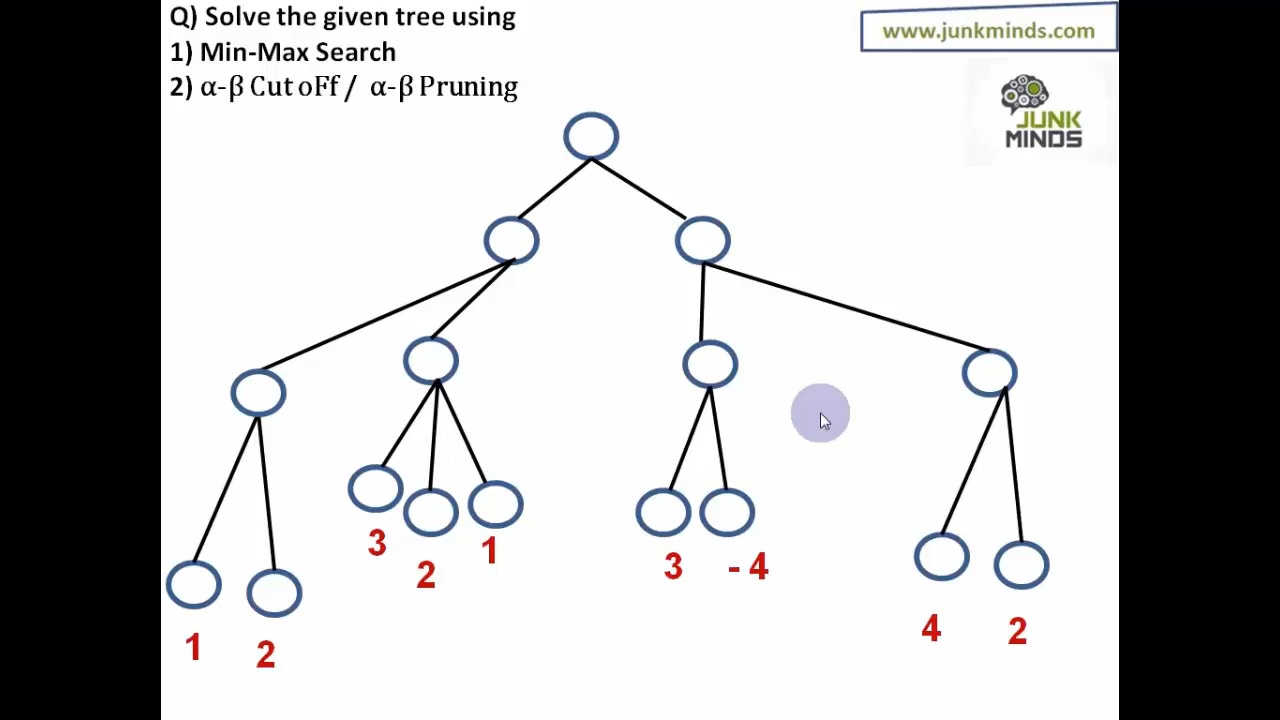 Q) Solve the given tree using
1) Min-Max Search
2) α-β Cut oFf / α-β Pruning
www.junkminds.com
JUNK
MINDS
3
2
1
3
- 4
1
2
4
2